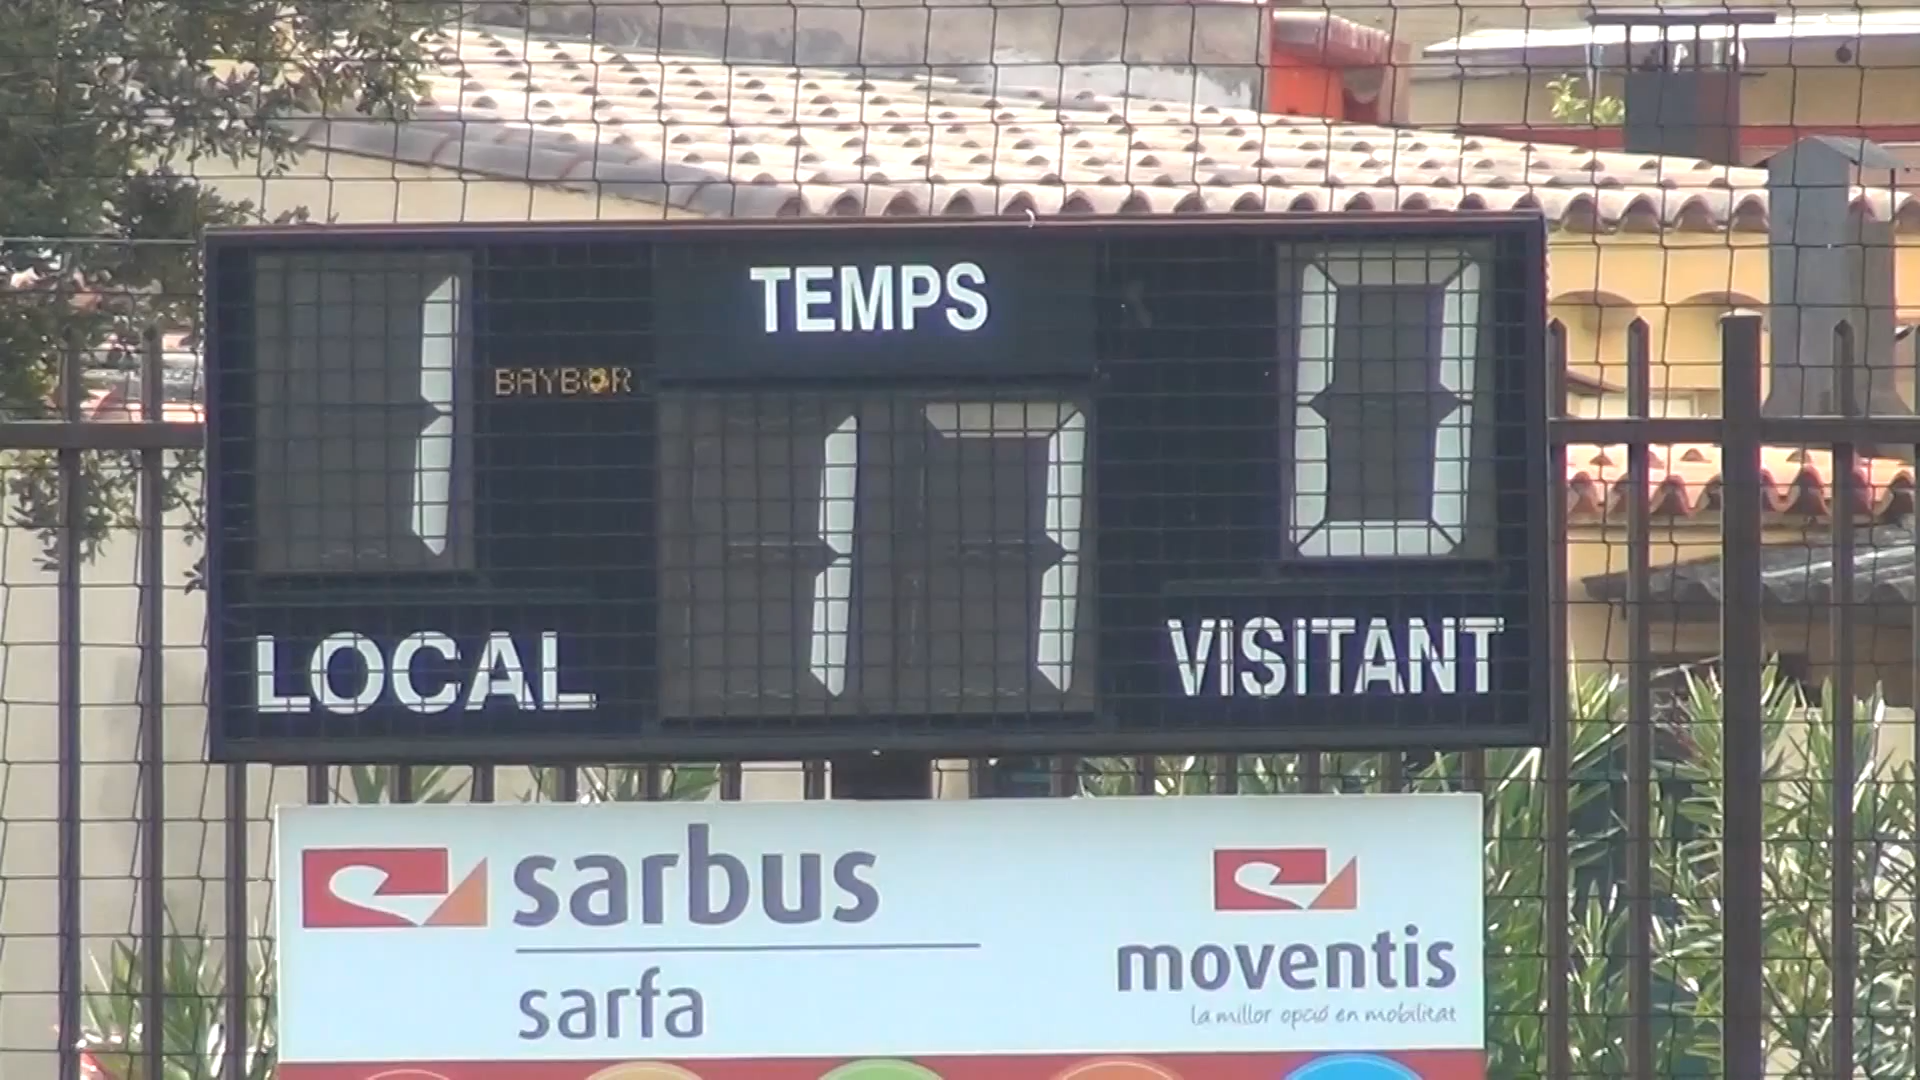 TEMPS
1
BAYBOR
17
0
LOCAL
VISITANT
sarbus
sarfa
moventis
la millor opció en mobilitat